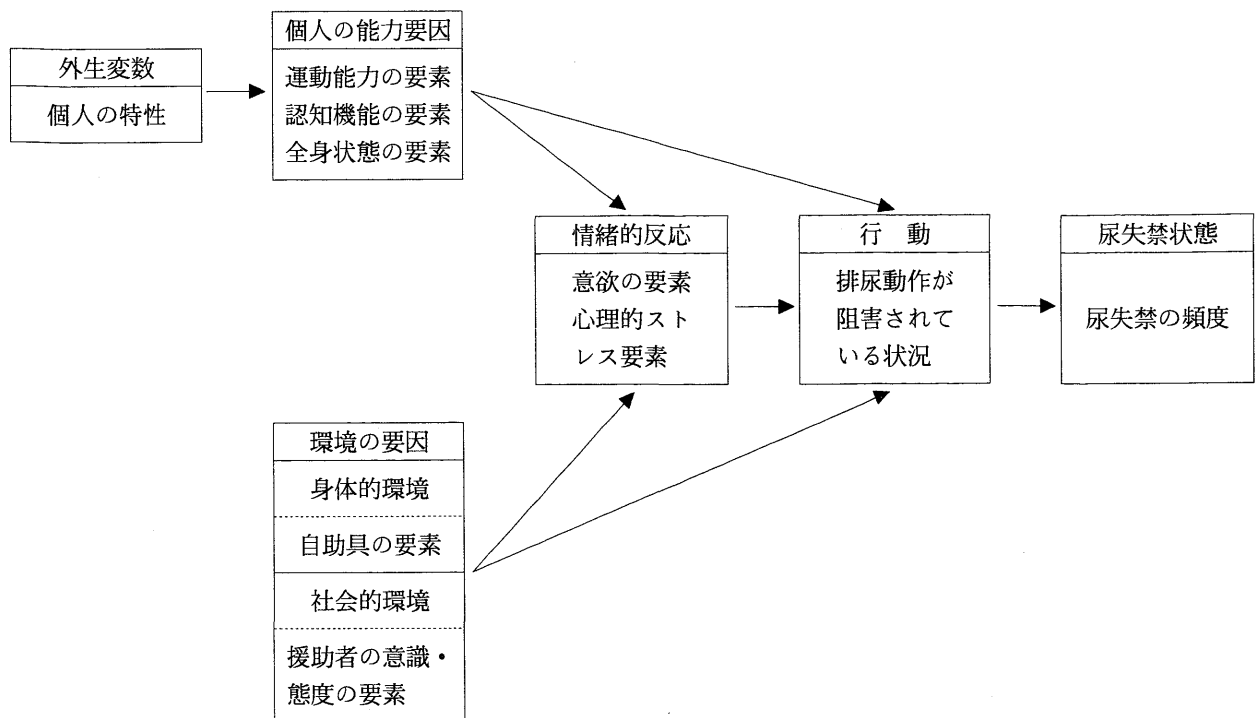 外生変数
個人の特性
個人の能力要因
運動能力の要素
認知機能の要素
全身状態の要素
情緒的反応
意欲の要素
心理的スト
レス要素
行 動
排尿動作が
阻害されて
いる状況
尿失禁状態
尿失禁の頻度
環境の要因
身体的環境
自助具の要素
社会的環境
援助者の意識・
態度の要素